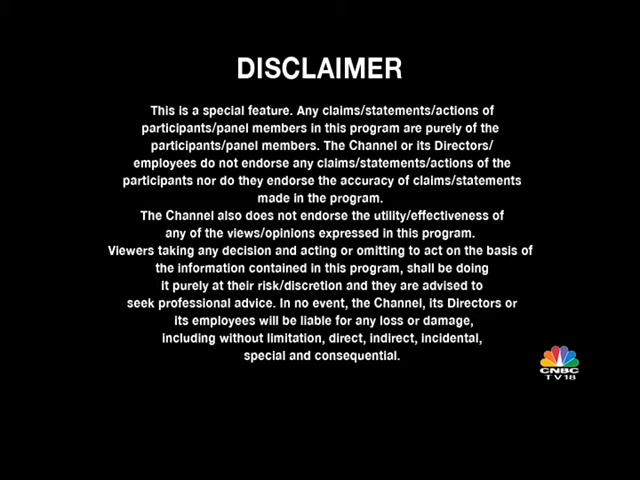 DISCLAIMER
This is a special feature. Any claims/statements/actions of
participants/panel members in this program are purely of the
participants/panel members. The Channel or its Directors/
employees do not endorse any claims/statements/actions of the
participants nor do they endorse the accuracy of claims/statements
made in the program.
The Channel also does not endorse the utility/effectiveness of
any of the views/opinions expressed in this program.
Viewers taking any decision and acting or omitting to act on the basis of
the information contained in this program, shall be doing
it purely at their risk/discretion and they are advised to
seek professional advice. In no event, the Channel, its Directors or
its employees will be liable for any loss or damage,
including without limitation, direct, indirect, incidental,
special and consequential.
CNBC
TV18